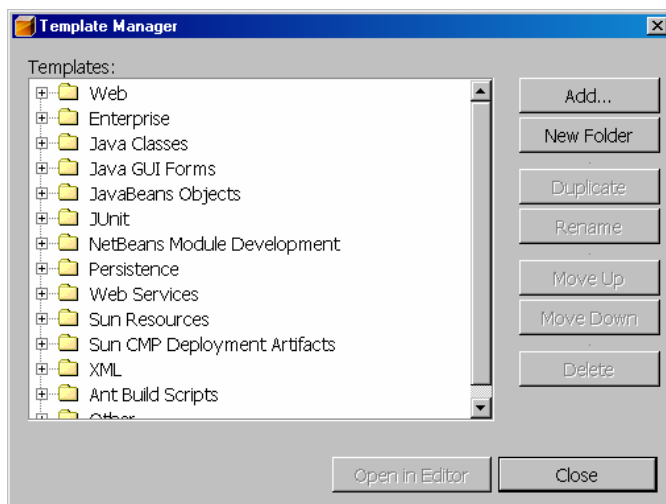 Template Manager
Templates:
Web
Enterprise
Java Classes
Java GUI Forms
JavaBeans Objects
JUnit
NetBeans Module Development
Persistence
Web Services
Sun Resources
Sun CMP Deployment Artifacts
XML
Ant Build Scripts
Other
Add...
New Folder
Duplicate
Rename
Move Up
Move Down
Delete
Open in Editor
Close